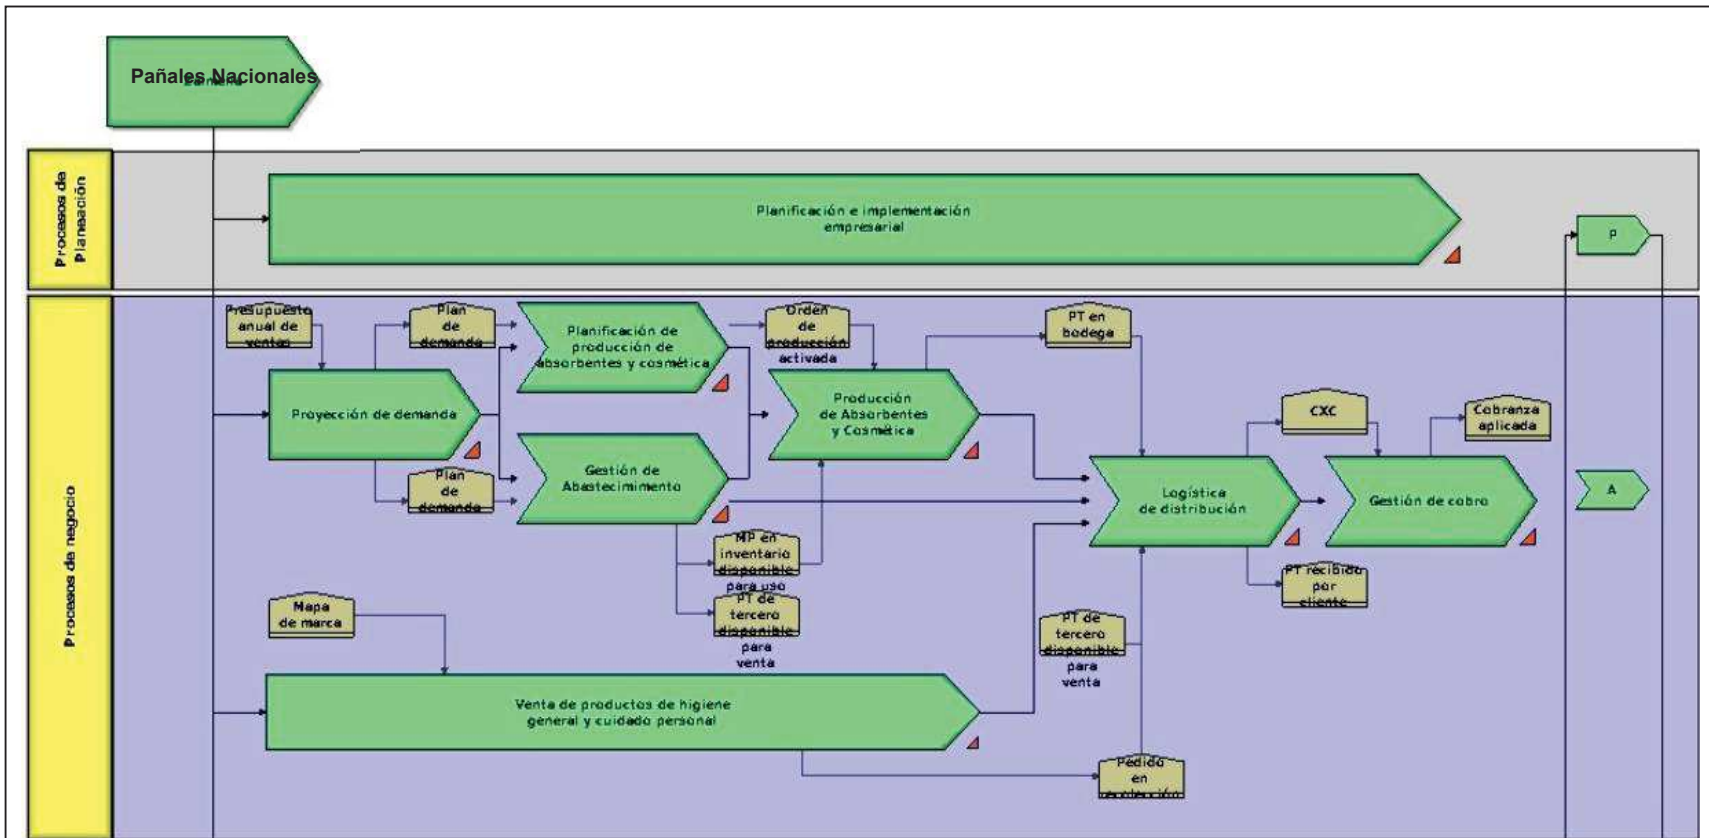 Pañales Nacionales
Procesos de
Planeación
Planificación e implementación
empresarial
P
Procesos de negocio
Presupuesto
anual de
ventas
Plan
de
demanda
Planificación de
producción de
absorbentes y cosmética
Orden
de
producción
activada
PT en
bodega
Proyección de demanda
Producción
de Absorbentes
y Cosmética
CXC
Cobranza
aplicada
Plan
de
demanda
Gestión de
Abastecimimento
Logística
de distribución
Gestión de cobro
A
MP en
inventario
disponible
para uso
PT recibido
por
cliente
Mapa
de marca
PT de
tercero
disponible
para
venta
PT de
tercero
disponible
para
venta
Venta de productos de higiene
general y cuidado personal
Pedido
en
recolección